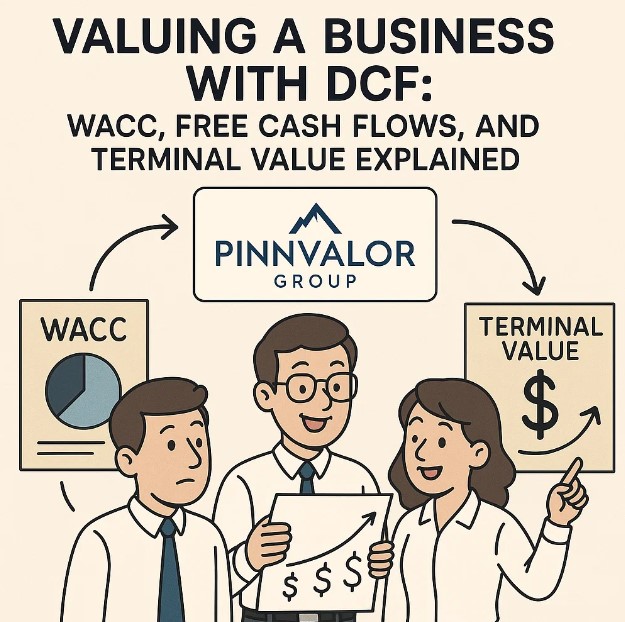 VALUING A BUSINESS
WITH DCF:
WACC, FREE CASH FLOWS, AND
TERMINAL VALUE EXPLAINED
PINNVALOR
GROUP
WACC
TERMINAL
VALUE
$
$ $ $